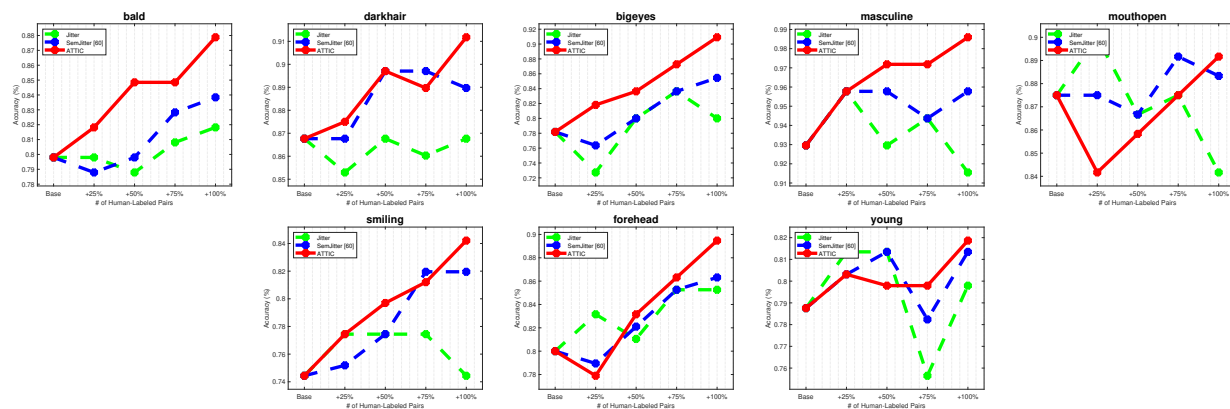 bald
Jitter
SemJitter [60]
ATTIC
Accuracy (%)
0.88
0.87
0.86
0.85
0.84
0.83
0.82
0.81
0.8
0.79
0.78
Base
+25%
+50%
+75%
+100%
# of Human-Labeled Pairs
darkhair
Jitter
SemJitter [60]
ATTIC
Accuracy (%)
0.91
0.9
0.89
0.88
0.87
0.86
0.85
Base
+25%
+50%
+75%
+100%
# of Human-Labeled Pairs
bigeyes
Jitter
SemJitter [60]
ATTIC
Accuracy (%)
0.92
0.9
0.88
0.86
0.84
0.82
0.8
0.78
0.76
0.74
0.72
Base
+25%
+50%
+75%
+100%
# of Human-Labeled Pairs
masculine
Jitter
SemJitter [60]
ATTIC
Accuracy (%)
0.99
0.98
0.97
0.96
0.95
0.94
0.93
0.92
0.91
Base
+25%
+50%
+75%
+100%
# of Human-Labeled Pairs
mouthopen
Jitter
SemJitter [60]
ATTIC
Accuracy (%)
0.9
0.89
0.88
0.87
0.86
0.85
0.84
Base
+25%
+50%
+75%
+100%
# of Human-Labeled Pairs
smiling
Jitter
SemJitter [60]
ATTIC
Accuracy (%)
0.84
0.82
0.8
0.78
0.76
0.74
Base
+25%
+50%
+75%
+100%
# of Human-Labeled Pairs
forehead
Jitter
SemJitter [60]
ATTIC
Accuracy (%)
0.9
0.88
0.86
0.84
0.82
0.8
0.78
Base
+25%
+50%
+75%
+100%
# of Human-Labeled Pairs
young
Jitter
SemJitter [60]
ATTIC
Accuracy (%)
0.82
0.81
0.8
0.79
0.78
0.77
0.76
Base
+25%
+50%
+75%
+100%
# of Human-Labeled Pairs